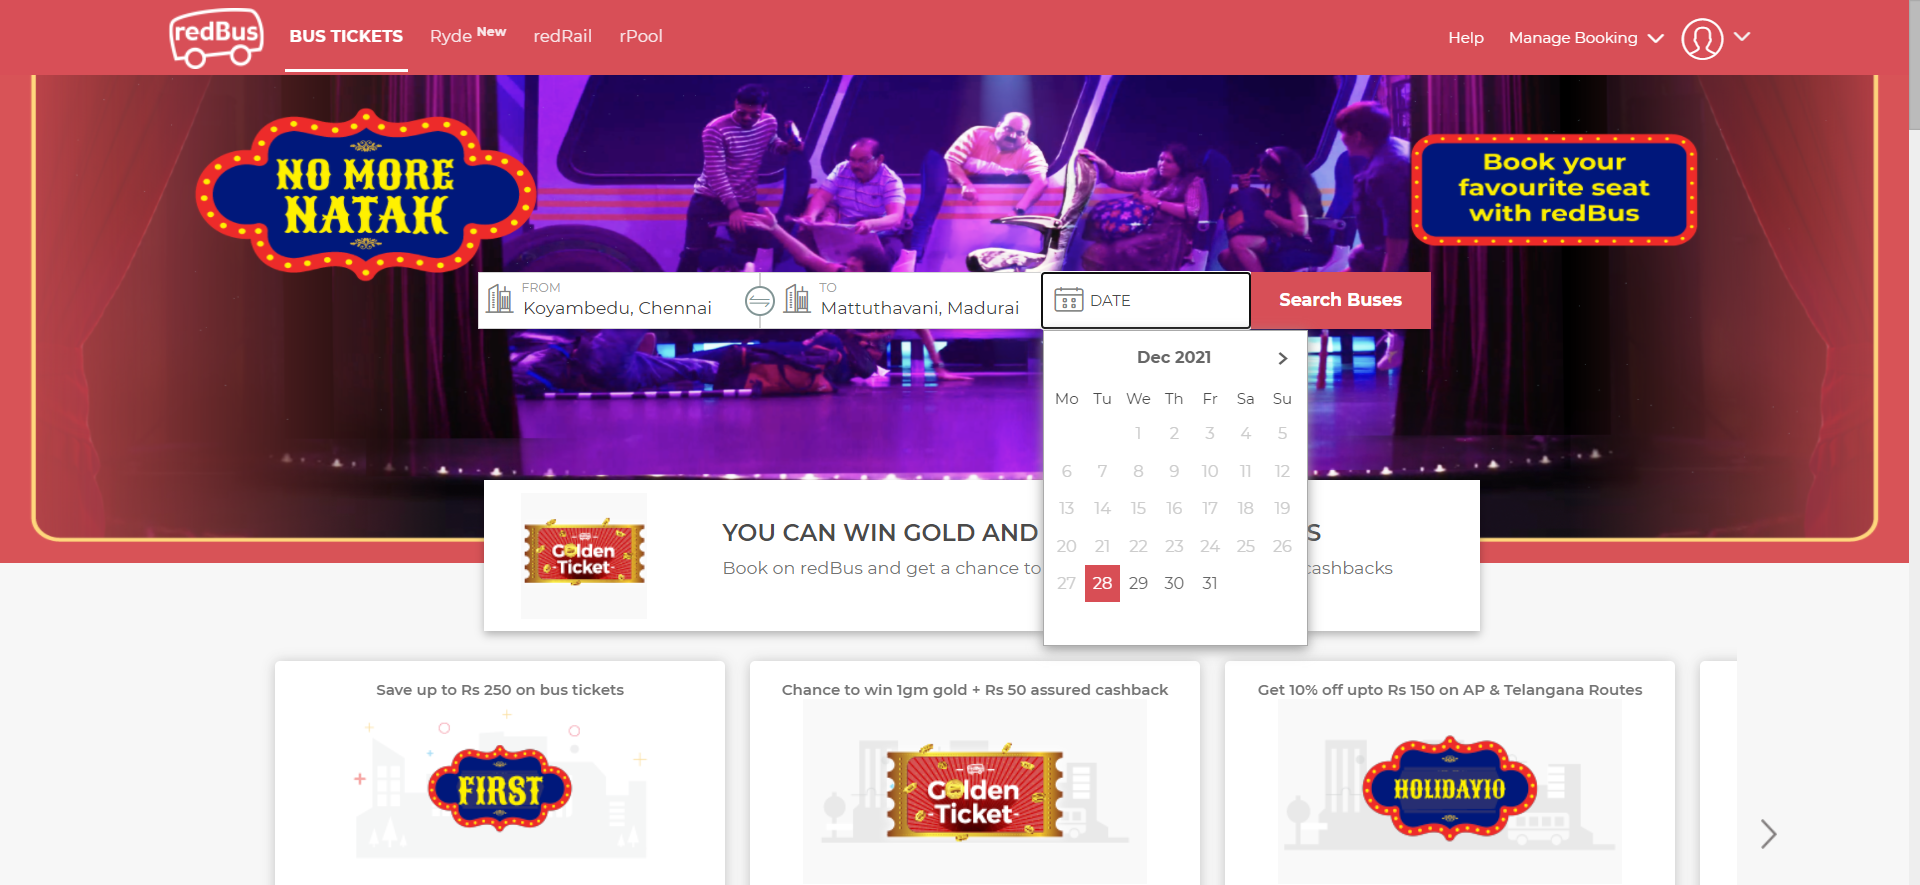 redBus
BUS TICKETS
Ryde New
redRail
rPool
Help
Manage Booking
NO MORE
NATAK
Book your
favourite seat
with redBus
FROM
Koyambedu, Chennai
TO
Mattuthavani, Madurai
DATE
Search Buses
Dec 2021
Mo Tu We Th Fr Sa Su
1 2 3 4 5
6 7 8 9 10 11 12
13 14 15 16 17 18 19
20 21 22 23 24 25 26
27 28 29 30 31
Golden
Ticket
YOU CAN WIN GOLD AND S
Book on redBus and get a chance to cashbacks
Save up to Rs 250 on bus tickets
FIRST
Chance to win 1gm gold + Rs 50 assured cashback
Golden
Ticket
Get 10% off upto Rs 150 on AP & Telangana Routes
HOLIDAYIO